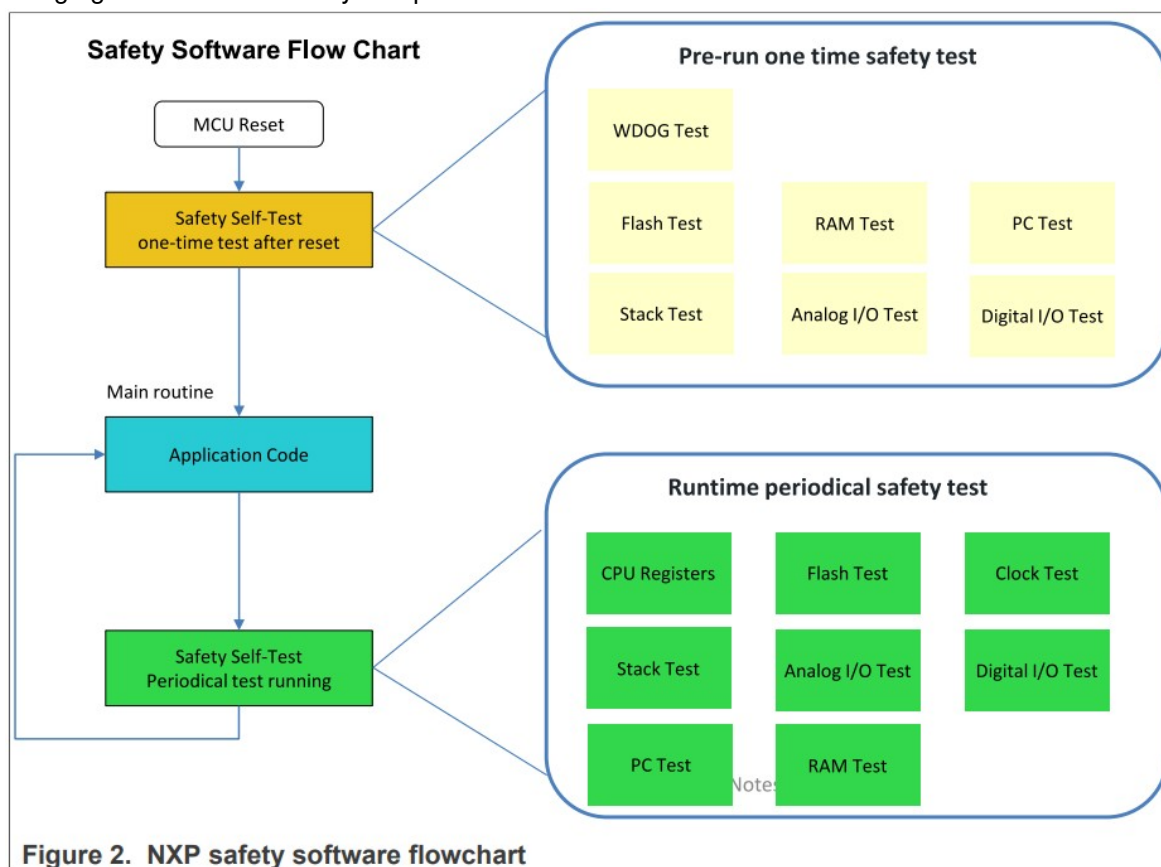 Safety Software Flow Chart
MCU Reset
Safety Self-Test
one-time test after reset
Main routine
Application Code
Safety Self-Test
Periodical test running
Pre-run one time safety test
WDOG Test
Flash Test
RAM Test
PC Test
Stack Test
Analog I/O Test
Digital I/O Test
Runtime periodical safety test
CPU Registers
Flash Test
Clock Test
Stack Test
Analog I/O Test
Digital I/O Test
PC Test
RAM Test
Notes
Figure 2. NXP safety software flowchart